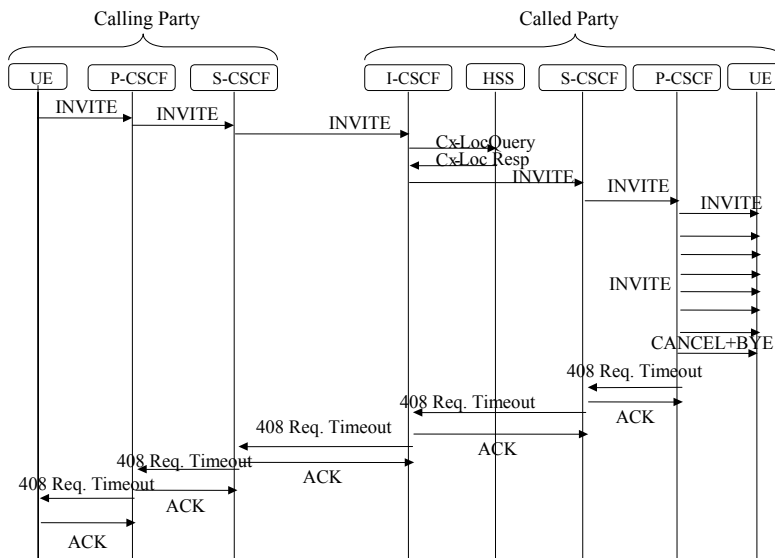 Calling Party
Called Party
UE
P-CSCF
S-CSCF
I-CSCF
HSS
S-CSCF
P-CSCF
UE
INVITE
INVITE
INVITE
Cx-LocQuery
Cx-Loc Resp
INVITE
INVITE
INVITE
INVITE
CANCEL+BYE
408 Req. Timeout
408 Req. Timeout
ACK
408 Req. Timeout
ACK
408 Req. Timeout
ACK
408 Req. Timeout
ACK
ACK